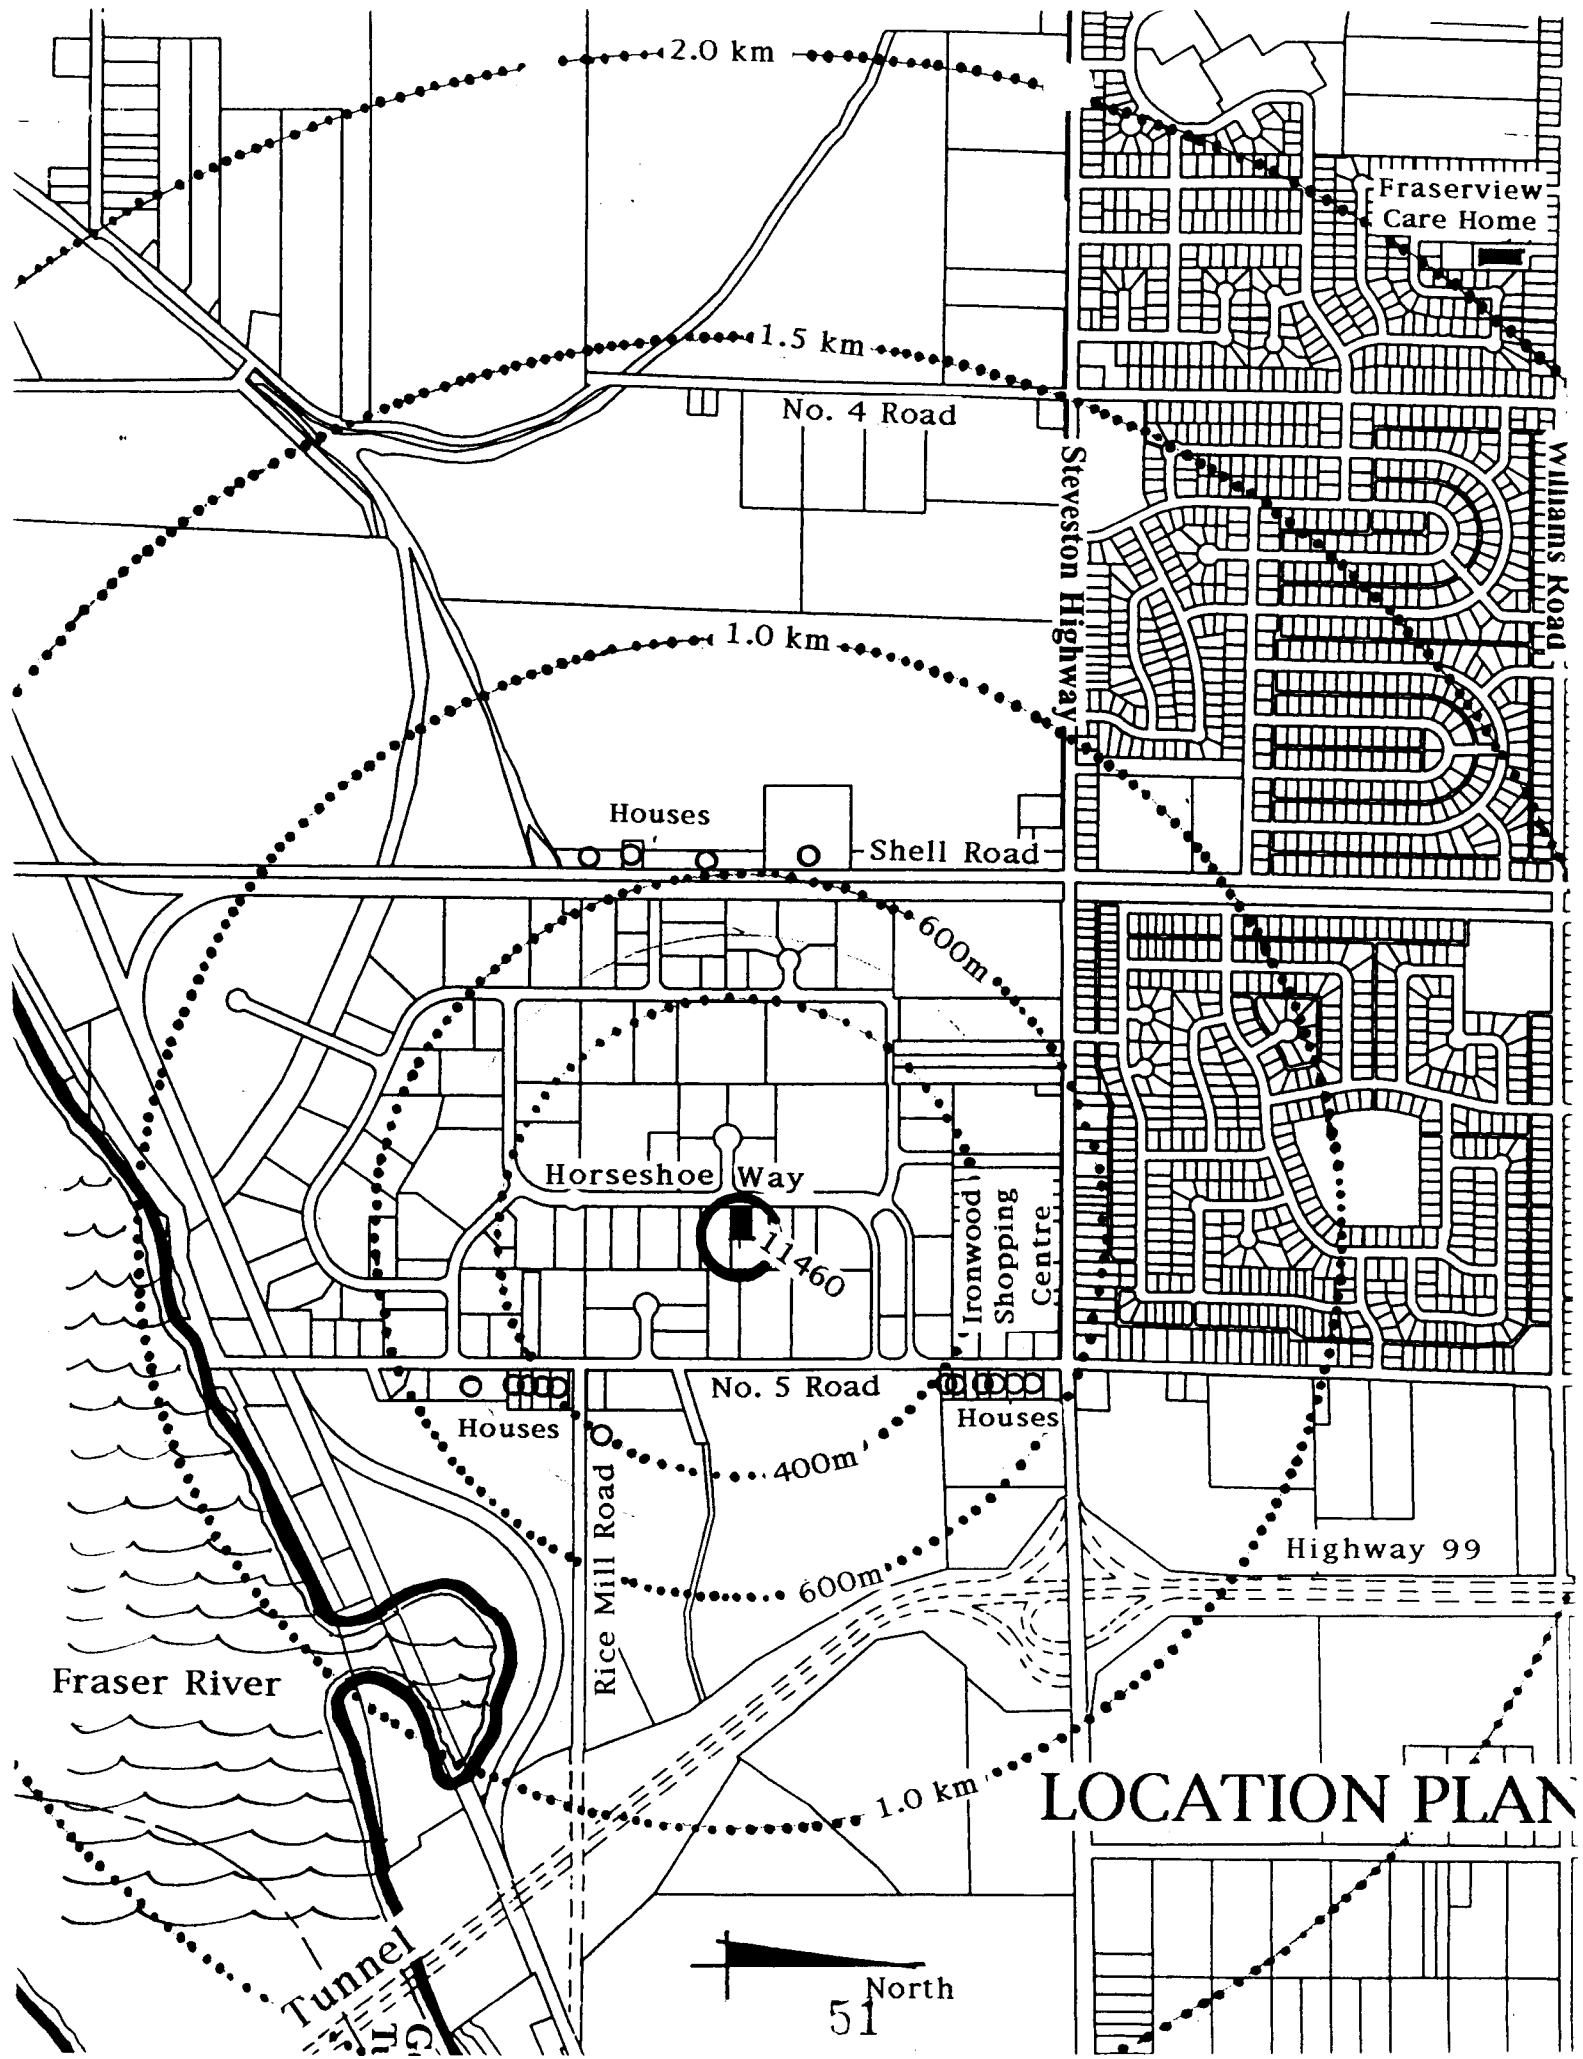 2.0 km
Fraserview
Care Home
1.5 km
No. 4 Road
Steveston Highway
Williams Road
1.0 km
Houses
Shell Road
600m
Horseshoe Way
11460
Ironwood
Shopping
Centre
No. 5 Road
Houses
Houses
400m
Rice Mill Road
600m
Highway 99
Fraser River
1.0 km
LOCATION PLAN
Tunnel
North
51